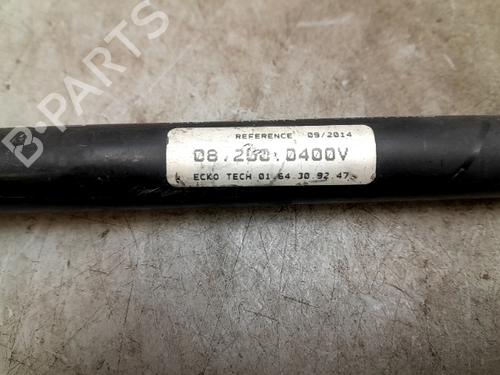 B-PARTS
REFERENCE 09/2014
08.200.0400V
ECKO TECH 01.64.30.92.47